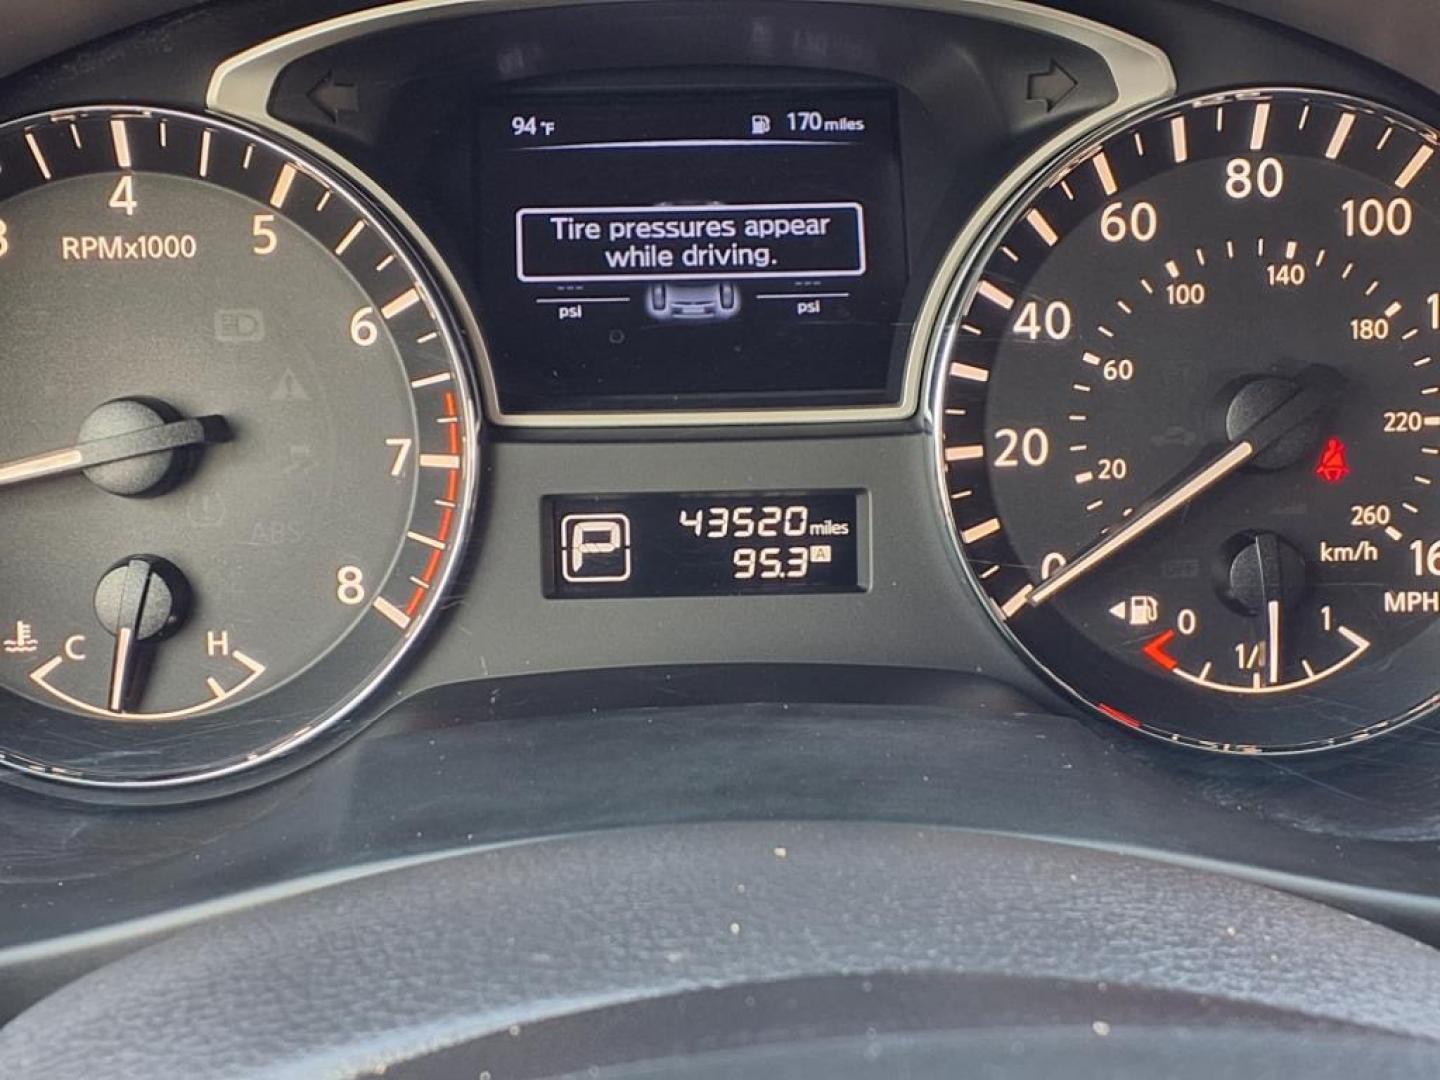 94 °F 170 miles
Tire pressures appear
while driving.
--- ---
psi psi
3 4 5 6 7 8
RPMx1000
ABS
C H
P
43520 miles
95.3 A
0 20 40 60 80 100
20 60 100 140 180 220 260
km/h
MPH
0 1